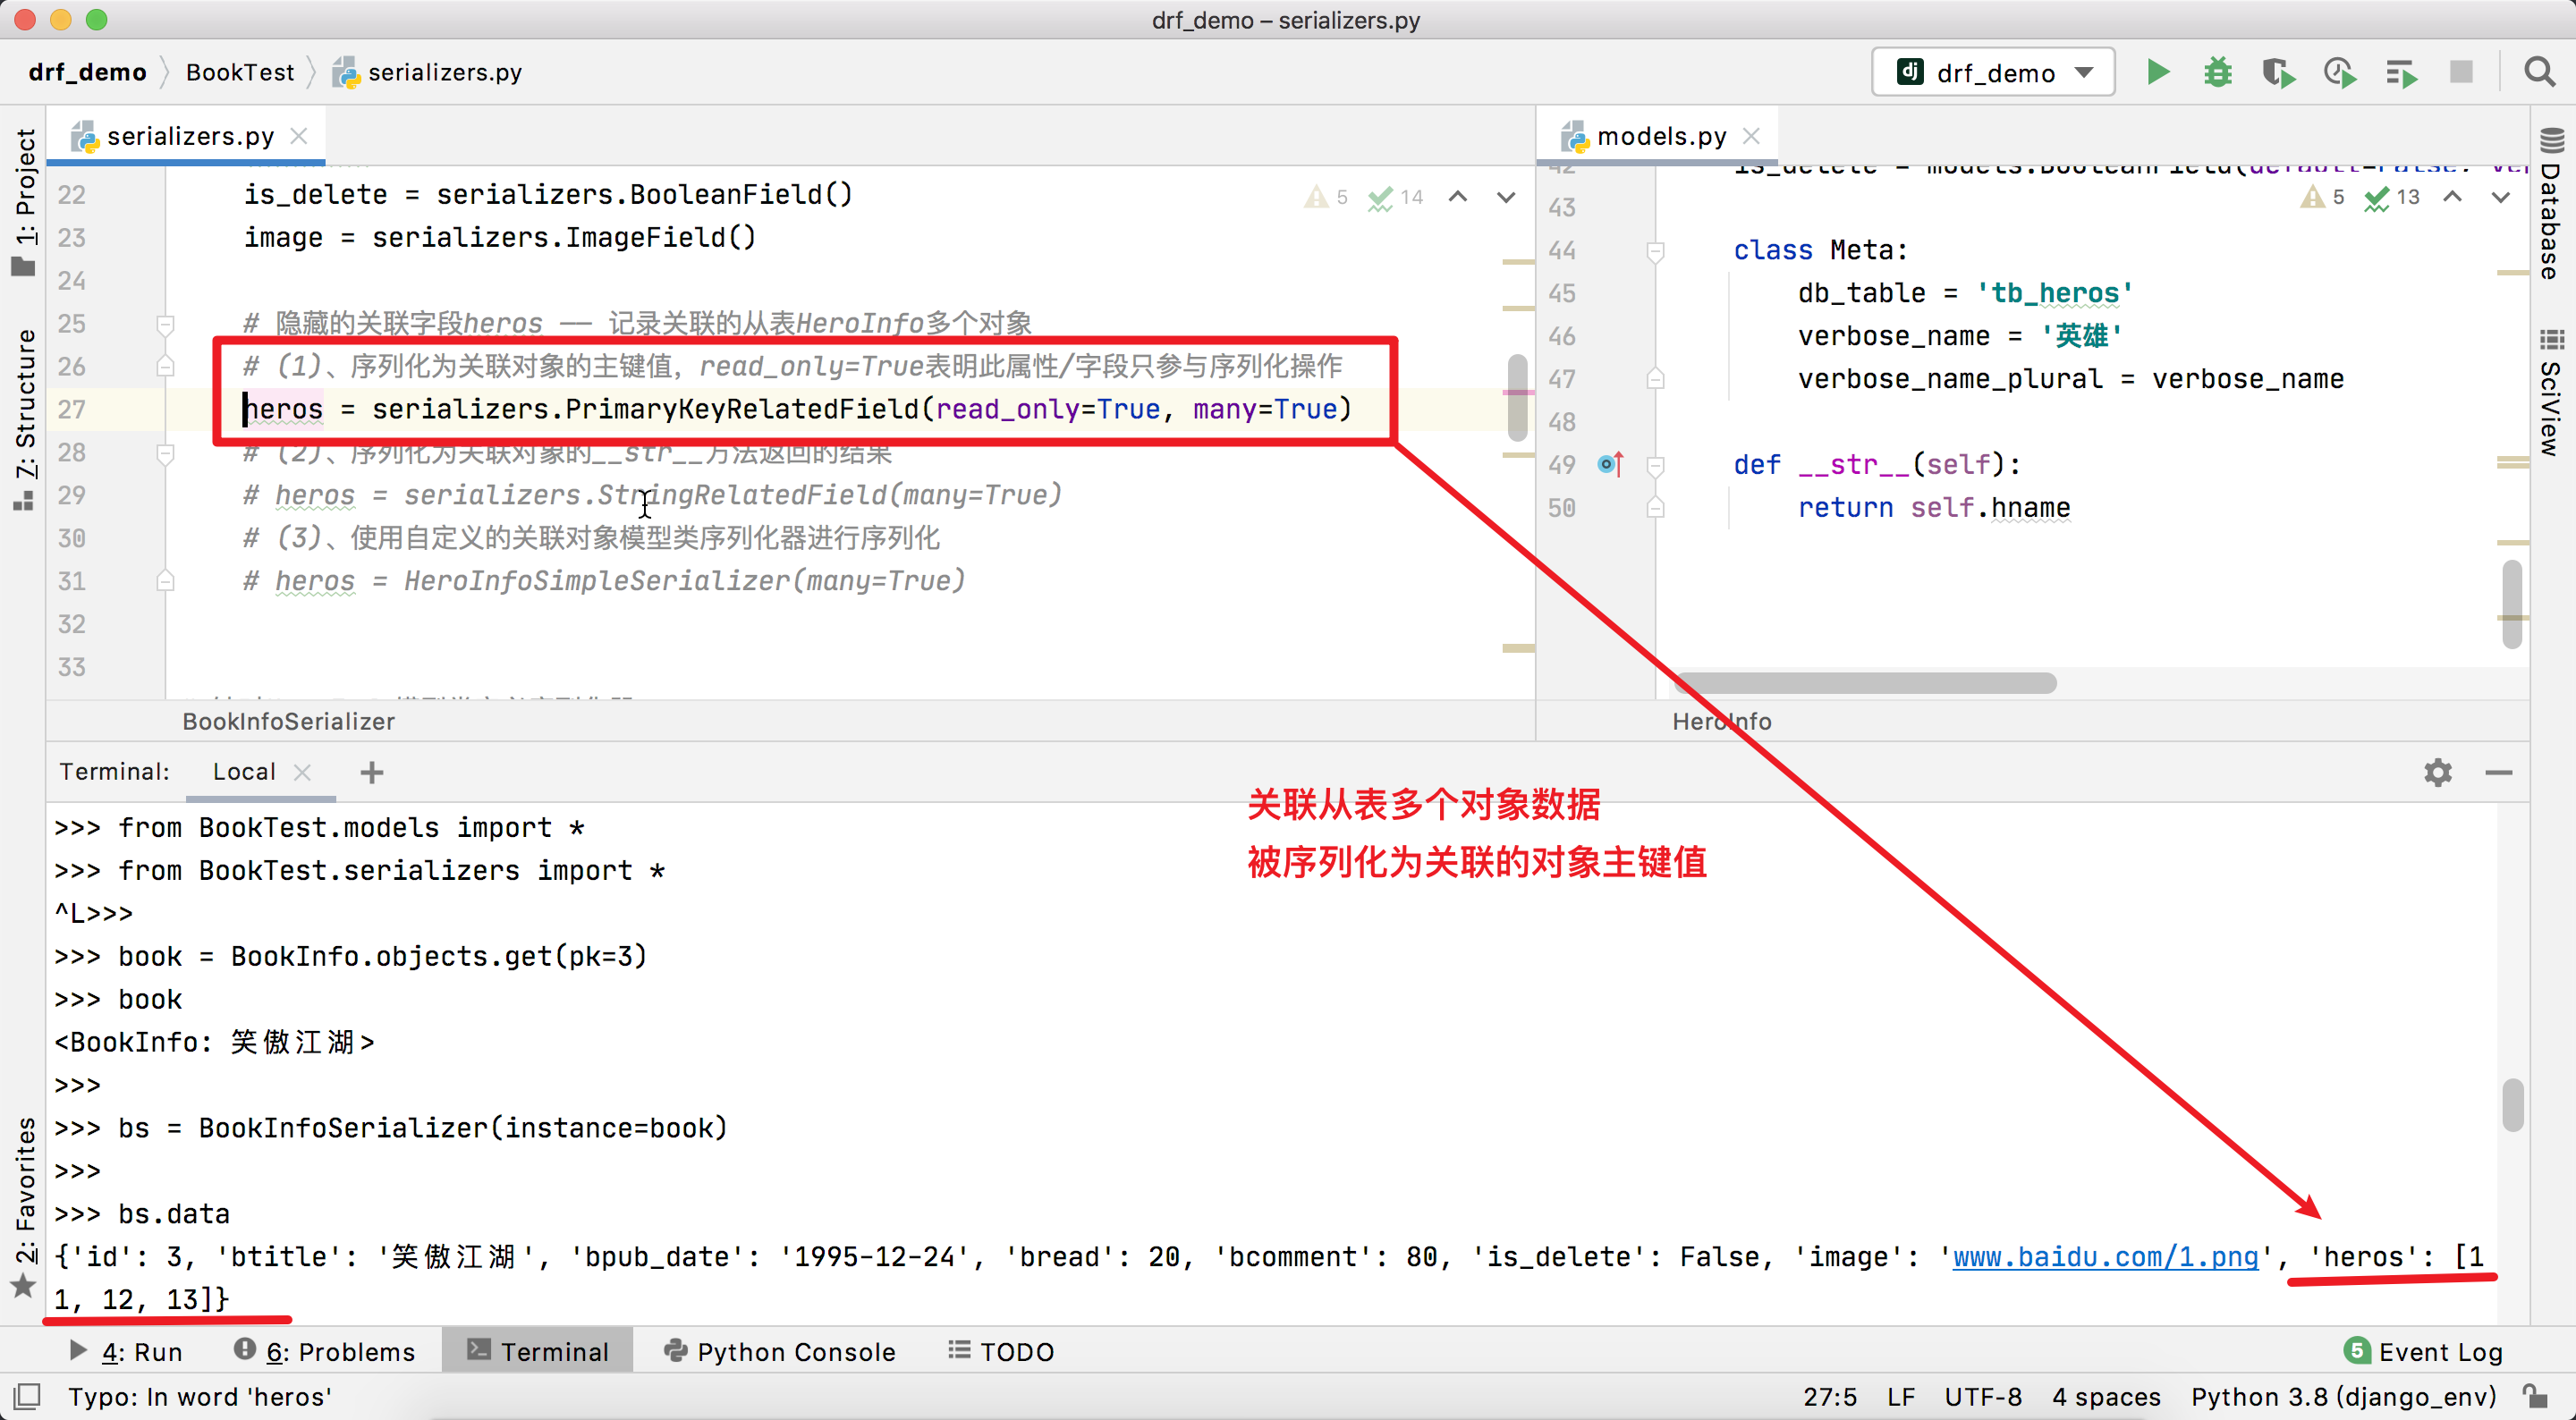 drf_demo – serializers.py
drf_demo BookTest serializers.py
drf_demo
1: Project
7: Structure
2: Favorites
serializers.py
22 is_delete = serializers.BooleanField()
5 14
23 image = serializers.ImageField()
24
25 # 隐藏的关联字段heros —— 记录关联的从表HeroInfo多个对象
26 # (1)、序列化为关联对象的主键值，read_only=True表明此属性/字段只参与序列化操作
27 heros = serializers.PrimaryKeyRelatedField(read_only=True, many=True)
28 # (2)、序列化为关联对象的__str__方法返回的结果
29 # heros = serializers.StringRelatedField(many=True)
30 # (3)、使用自定义的关联对象模型类序列化器进行序列化
31 # heros = HeroInfoSimpleSerializer(many=True)
32
33
BookInfoSerializer
models.py
42 is_delete = models.BooleanField(default=False, ver
5 13
43
44 class Meta:
45 db_table = 'tb_heros'
46 verbose_name = '英雄'
47 verbose_name_plural = verbose_name
48
49 def __str__(self):
50 return self.hname
HeroInfo
Database
SciView
Terminal: Local
关联从表多个对象数据
被序列化为关联的对象主键值
>>> from BookTest.models import *
>>> from BookTest.serializers import *
^L>>>
>>> book = BookInfo.objects.get(pk=3)
>>> book
<BookInfo: 笑傲江湖>
>>>
>>> bs = BookInfoSerializer(instance=book)
>>>
>>> bs.data
{'id': 3, 'btitle': '笑傲江湖', 'bpub_date': '1995-12-24', 'bread': 20, 'bcomment': 80, 'is_delete': False, 'image': 'www.baidu.com/1.png', 'heros': [1
1, 12, 13]}
4: Run 6: Problems Terminal Python Console TODO 5 Event Log
Typo: In word 'heros' 27:5 LF UTF-8 4 spaces Python 3.8 (django_env)